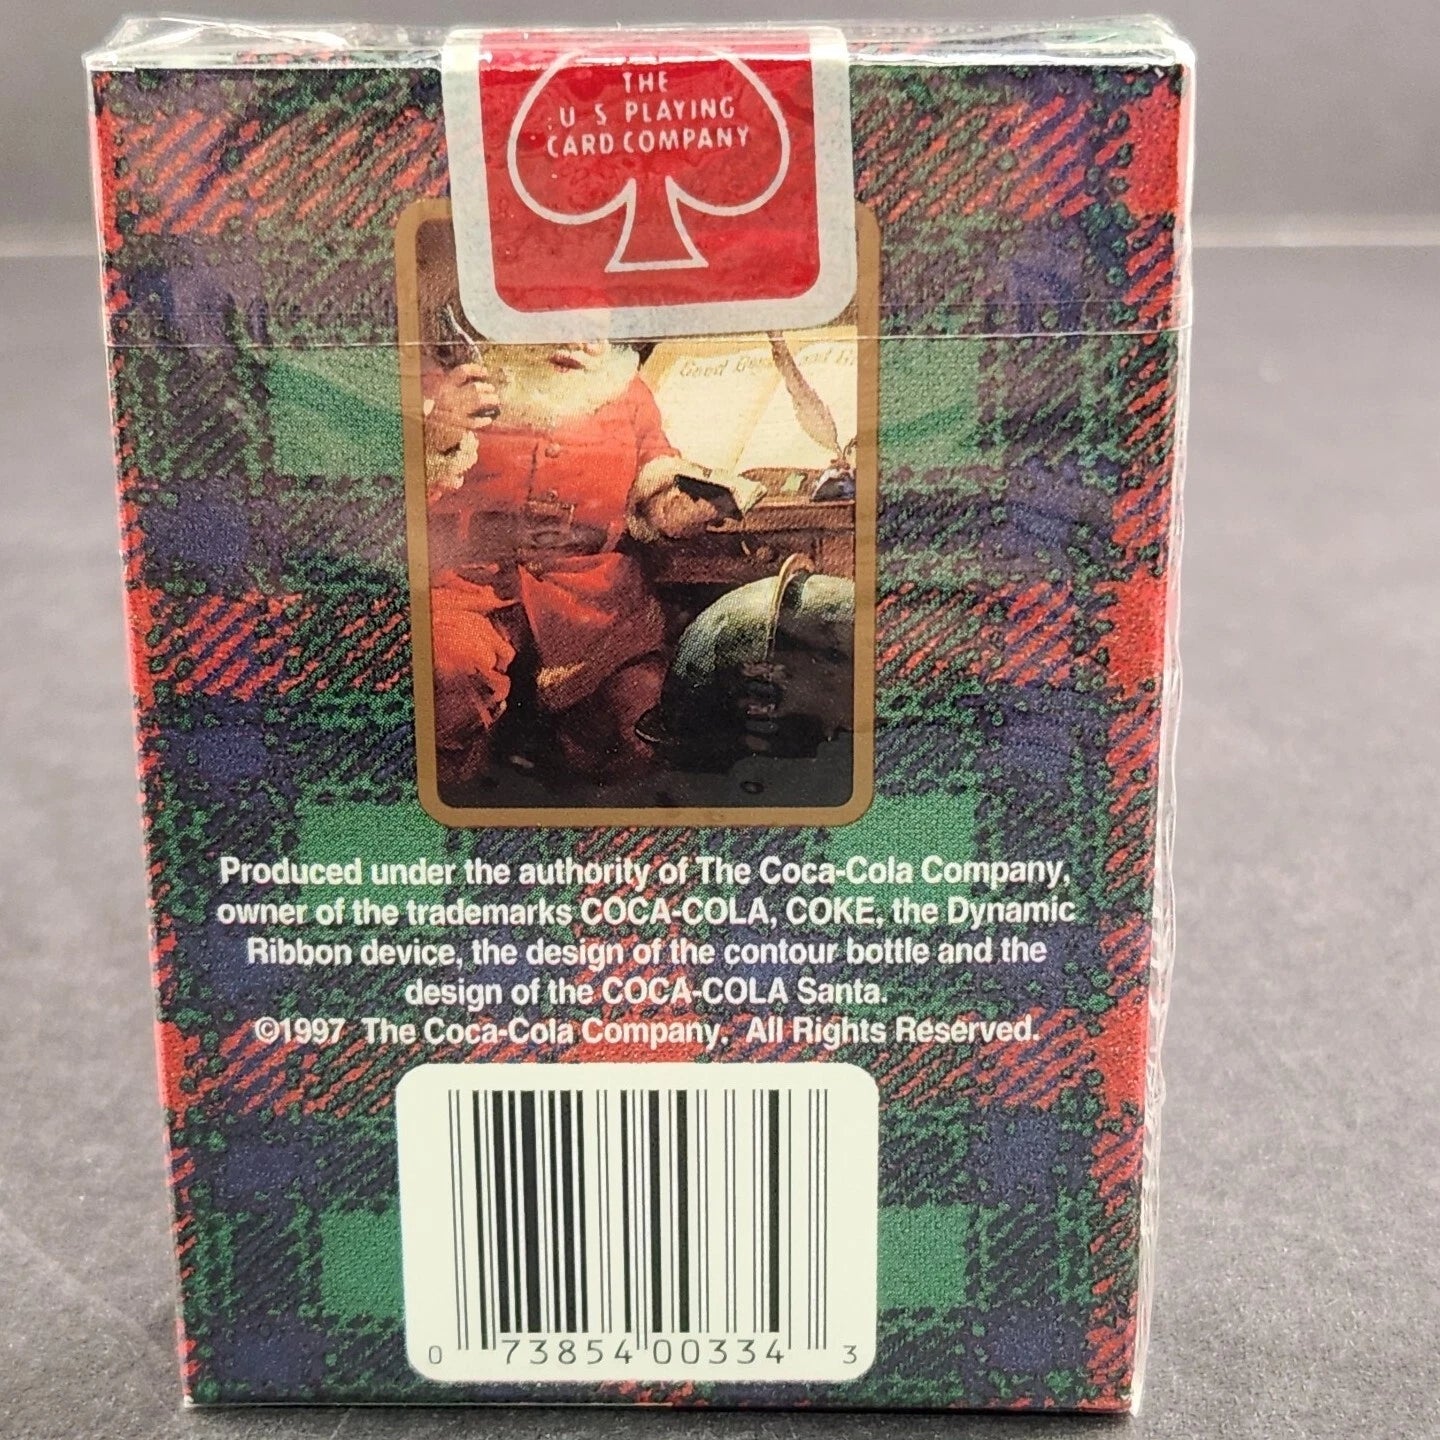 THE
U S PLAYING
CARD COMPANY
Good
Produced under the authority of The Coca-Cola Company,
owner of the trademarks COCA-COLA, COKE, the Dynamic
Ribbon device, the design of the contour bottle and the
design of the COCA-COLA Santa.
©1997 The Coca-Cola Company. All Rights Reserved.
0 73854 00334 3